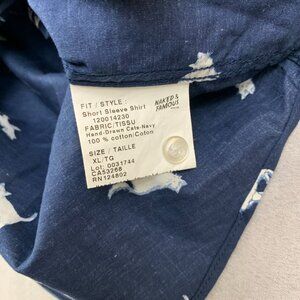 FIT / STYLE :
Short Sleeve Shirt
120014230
FABRIC/TISSU
Hand-Drawn Cats-Navy
100 % cotton/Coton
SIZE / TAILLE
XL/TG
Lot: 0031744
CA53268
RN124802
NAKED &
FAMOUS